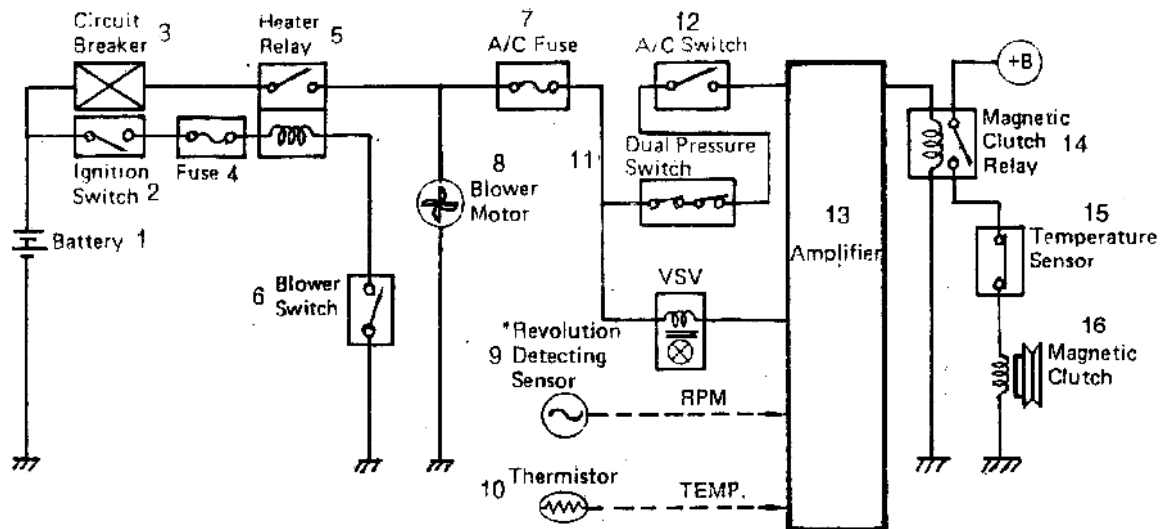 Circuit
Breaker 3
Heater
Relay 5
7
A/C Fuse
12
A/C Switch
+B
Ignition
Switch 2
Fuse 4
11
Dual Pressure
Switch
Magnetic
Clutch 14
Relay
8
Blower
Motor
13
Amplifier
15
Temperature
Sensor
Battery 1
6 Blower
Switch
VSV
*Revolution
9 Detecting
Sensor
RPM
16
Magnetic
Clutch
10 Thermistor
TEMP.